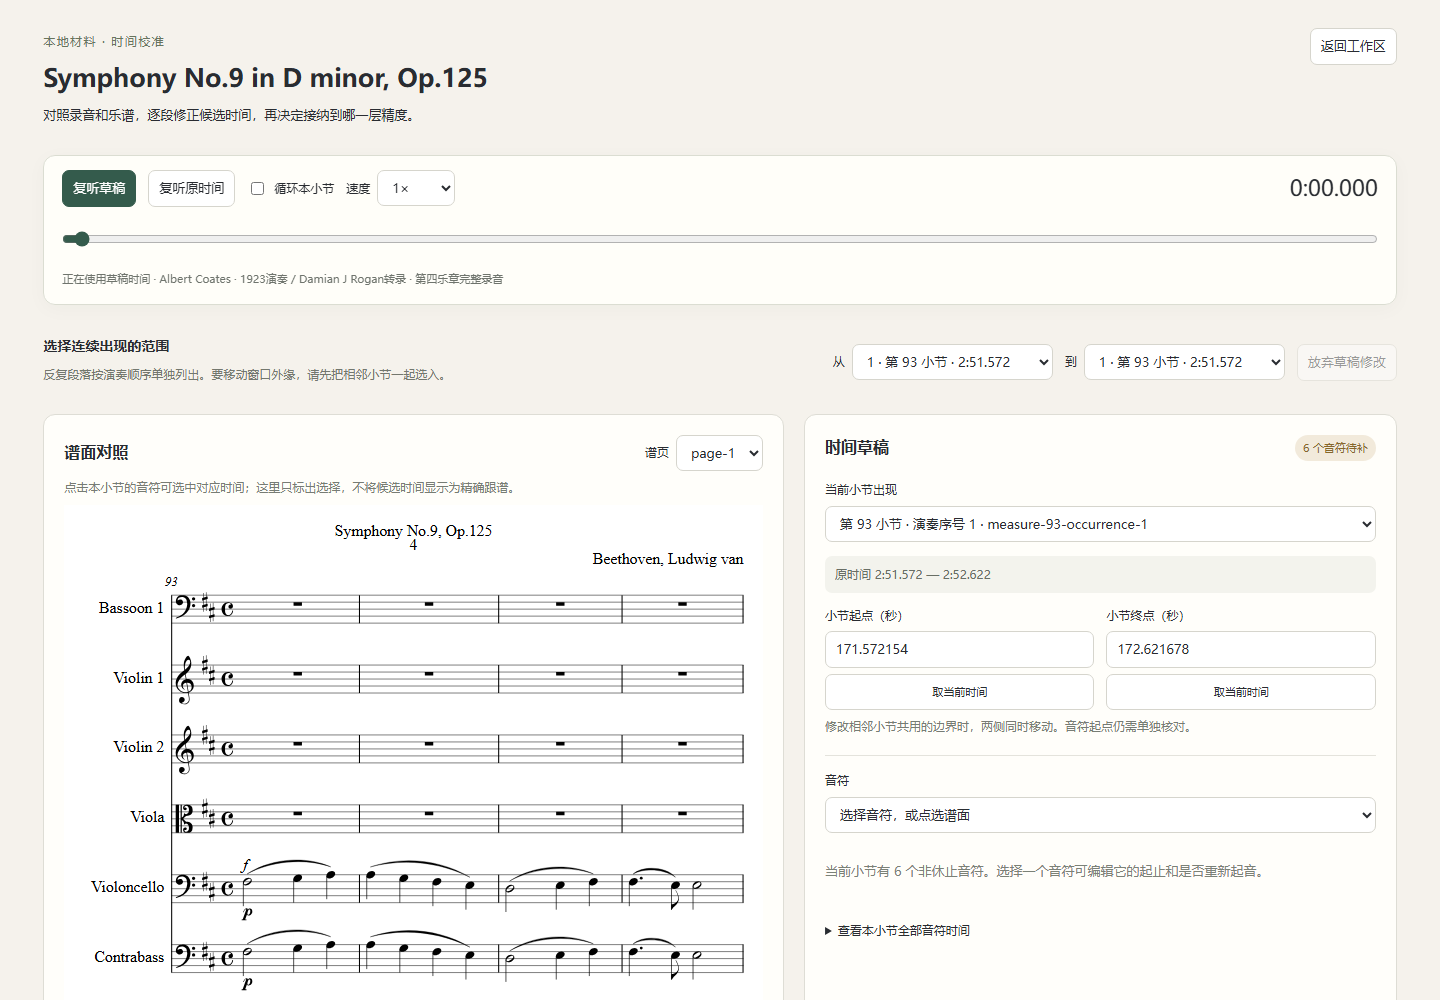 本地材料 · 时间校准
返回工作区
Symphony No.9 in D minor, Op.125
对照录音和乐谱，逐段修正候选时间，再决定接纳到哪一层精度。
复听草稿
复听原时间
循环本小节
速度
1×
0:00.000
正在使用草稿时间 · Albert Coates · 1923演奏 / Damian J Rogan转录 · 第四乐章完整录音
选择连续出现的范围
反复段落按演奏顺序单独列出。要移动窗口外缘，请先把相邻小节一起选入。
从
1 · 第 93 小节 · 2:51.572
到
1 · 第 93 小节 · 2:51.572
放弃草稿修改
谱面对照
谱页
page-1
点击本小节的音符可选中对应时间；这里只标出选择，不将候选时间显示为精确跟谱。
Symphony No.9, Op.125
4
Beethoven, Ludwig van
93
Bassoon 1
Violin 1
Violin 2
Viola
f
Violoncello
p
Contrabass
p
时间草稿
6 个音符待补
当前小节出现
第 93 小节 · 演奏序号 1 · measure-93-occurrence-1
原时间 2:51.572 — 2:52.622
小节起点（秒）
小节终点（秒）
171.572154
172.621678
取当前时间
取当前时间
修改相邻小节共用的边界时，两侧同时移动。音符起点仍需单独核对。
音符
选择音符，或点选谱面
当前小节有 6 个非休止音符。选择一个音符可编辑它的起止和是否重新起音。
查看本小节全部音符时间